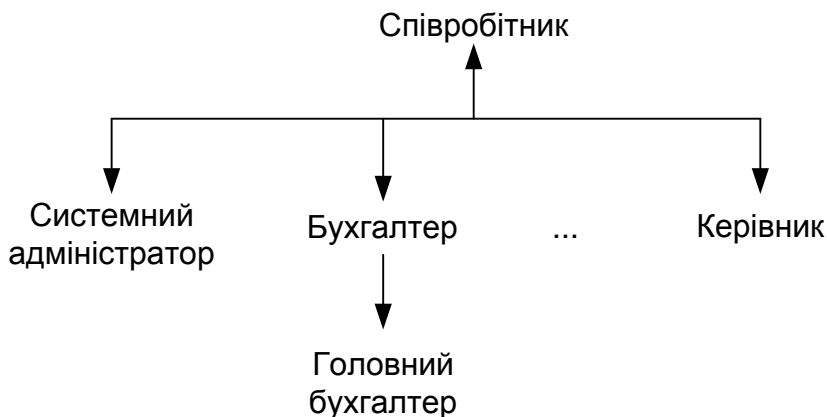 Співробітник
Системний
адміністратор
Бухгалтер
...
Керівник
Головний
бухгалтер